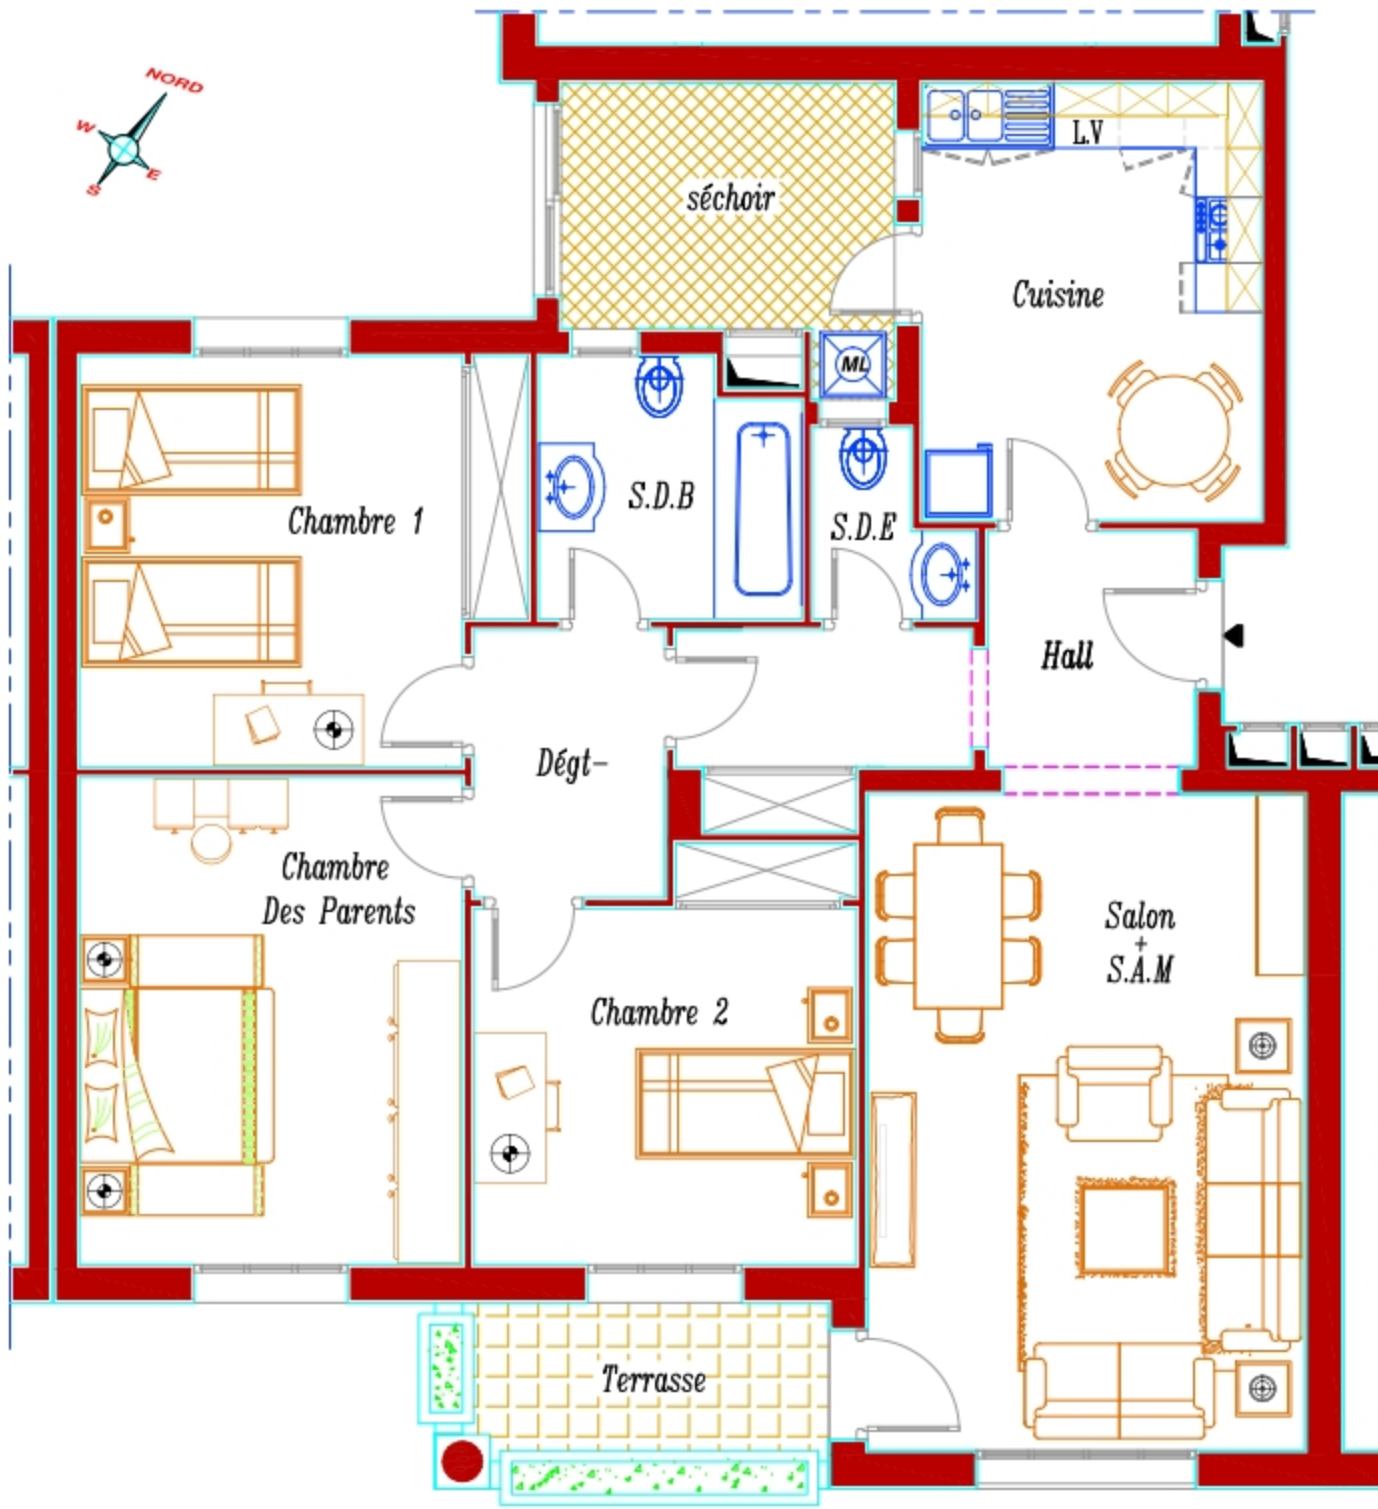 NORD
W
E
S
séchoir
L.V
Cuisine
ML
S.D.B
S.D.E
Chambre 1
Hall
Dégt-
Chambre
Des Parents
Salon
+
S.A.M
Chambre 2
Terrasse